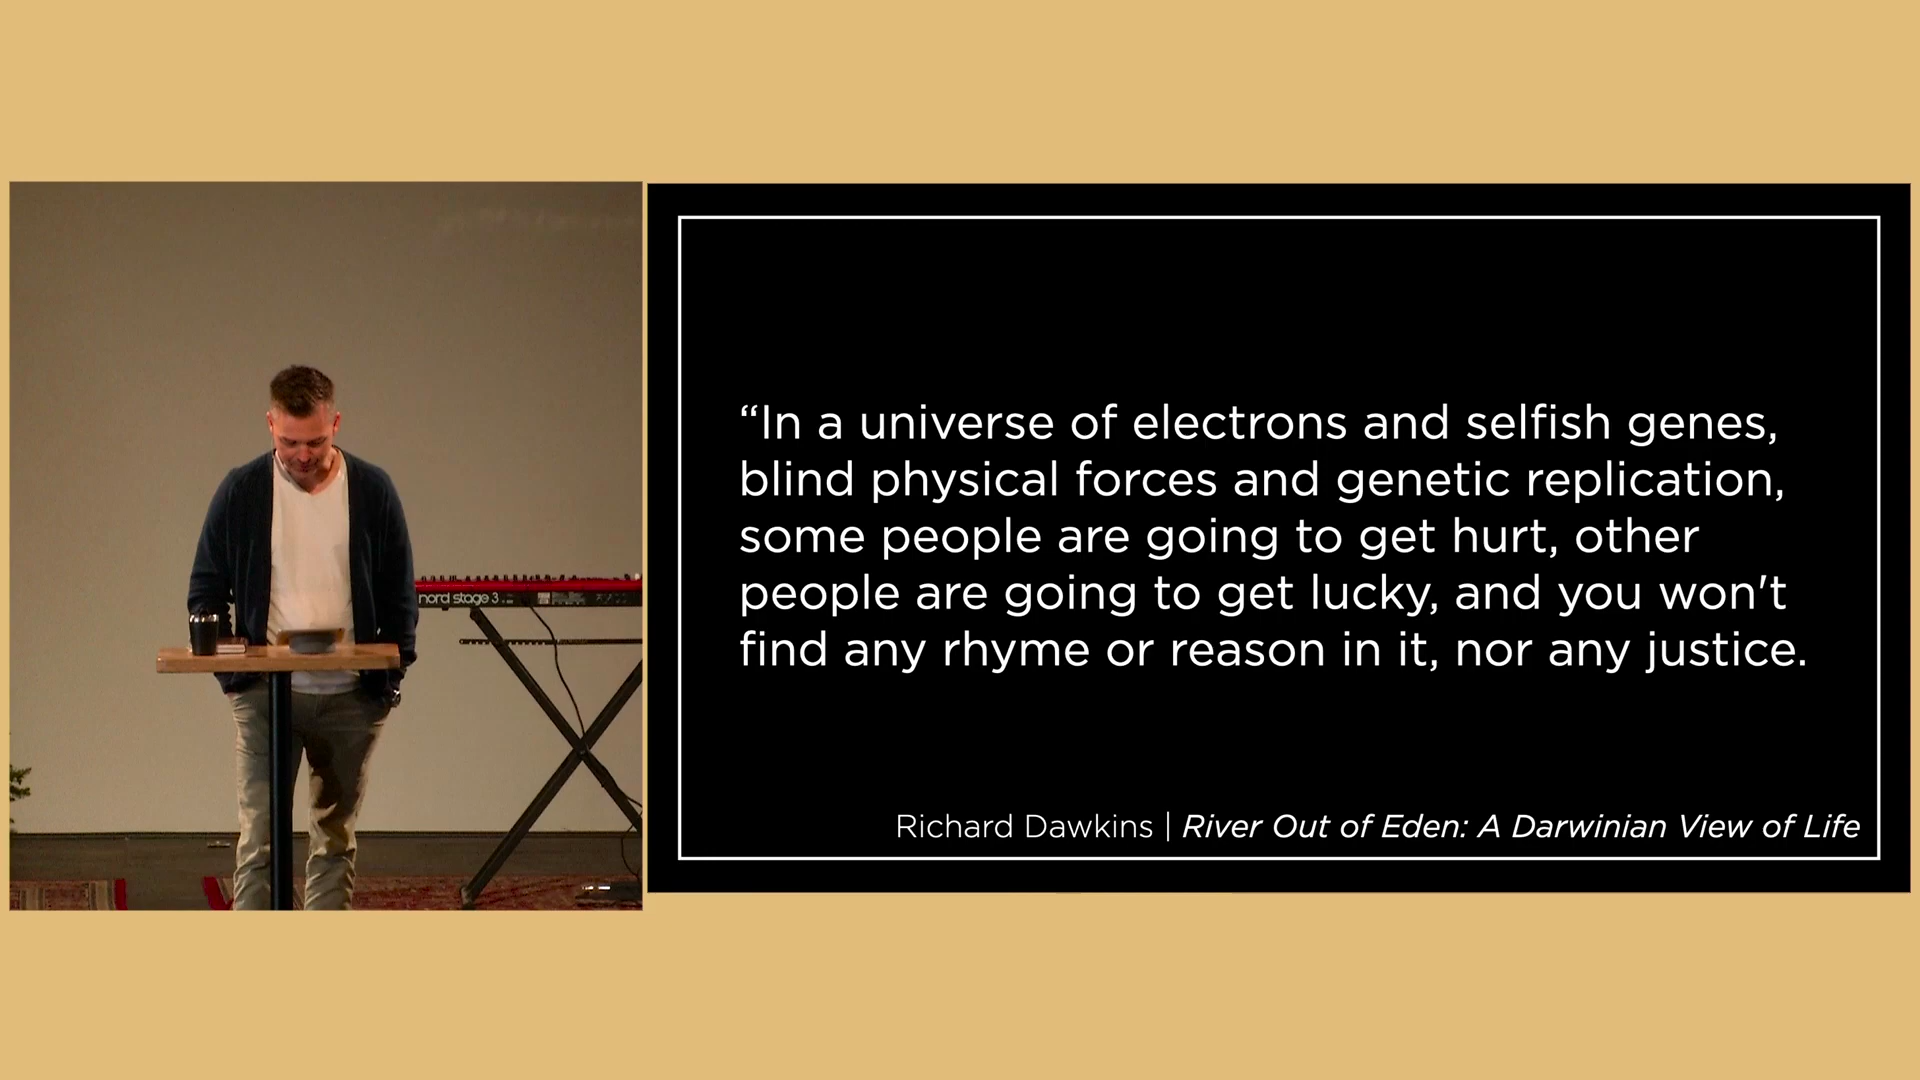 “In a universe of electrons and selfish genes,
blind physical forces and genetic replication,
some people are going to get hurt, other
people are going to get lucky, and you won't
find any rhyme or reason in it, nor any justice.
Richard Dawkins | River Out of Eden: A Darwinian View of Life
nord stage 3